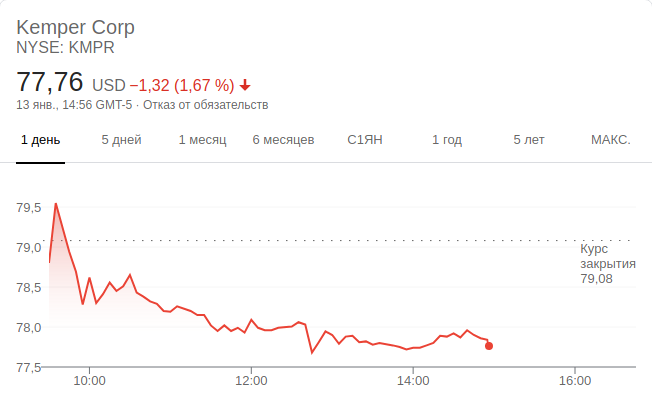 Kemper Corp
NYSE: KMPR
77,76 USD −1,32 (1,67 %)
13 янв., 14:56 GMT-5 · Отказ от обязательств
1 день 5 дней 1 месяц 6 месяцев С1ЯН 1 год 5 лет МАКС.
79,5
79,0
Курс
закрытия
79,08
78,5
78,0
77,5
10:00 12:00 14:00 16:00